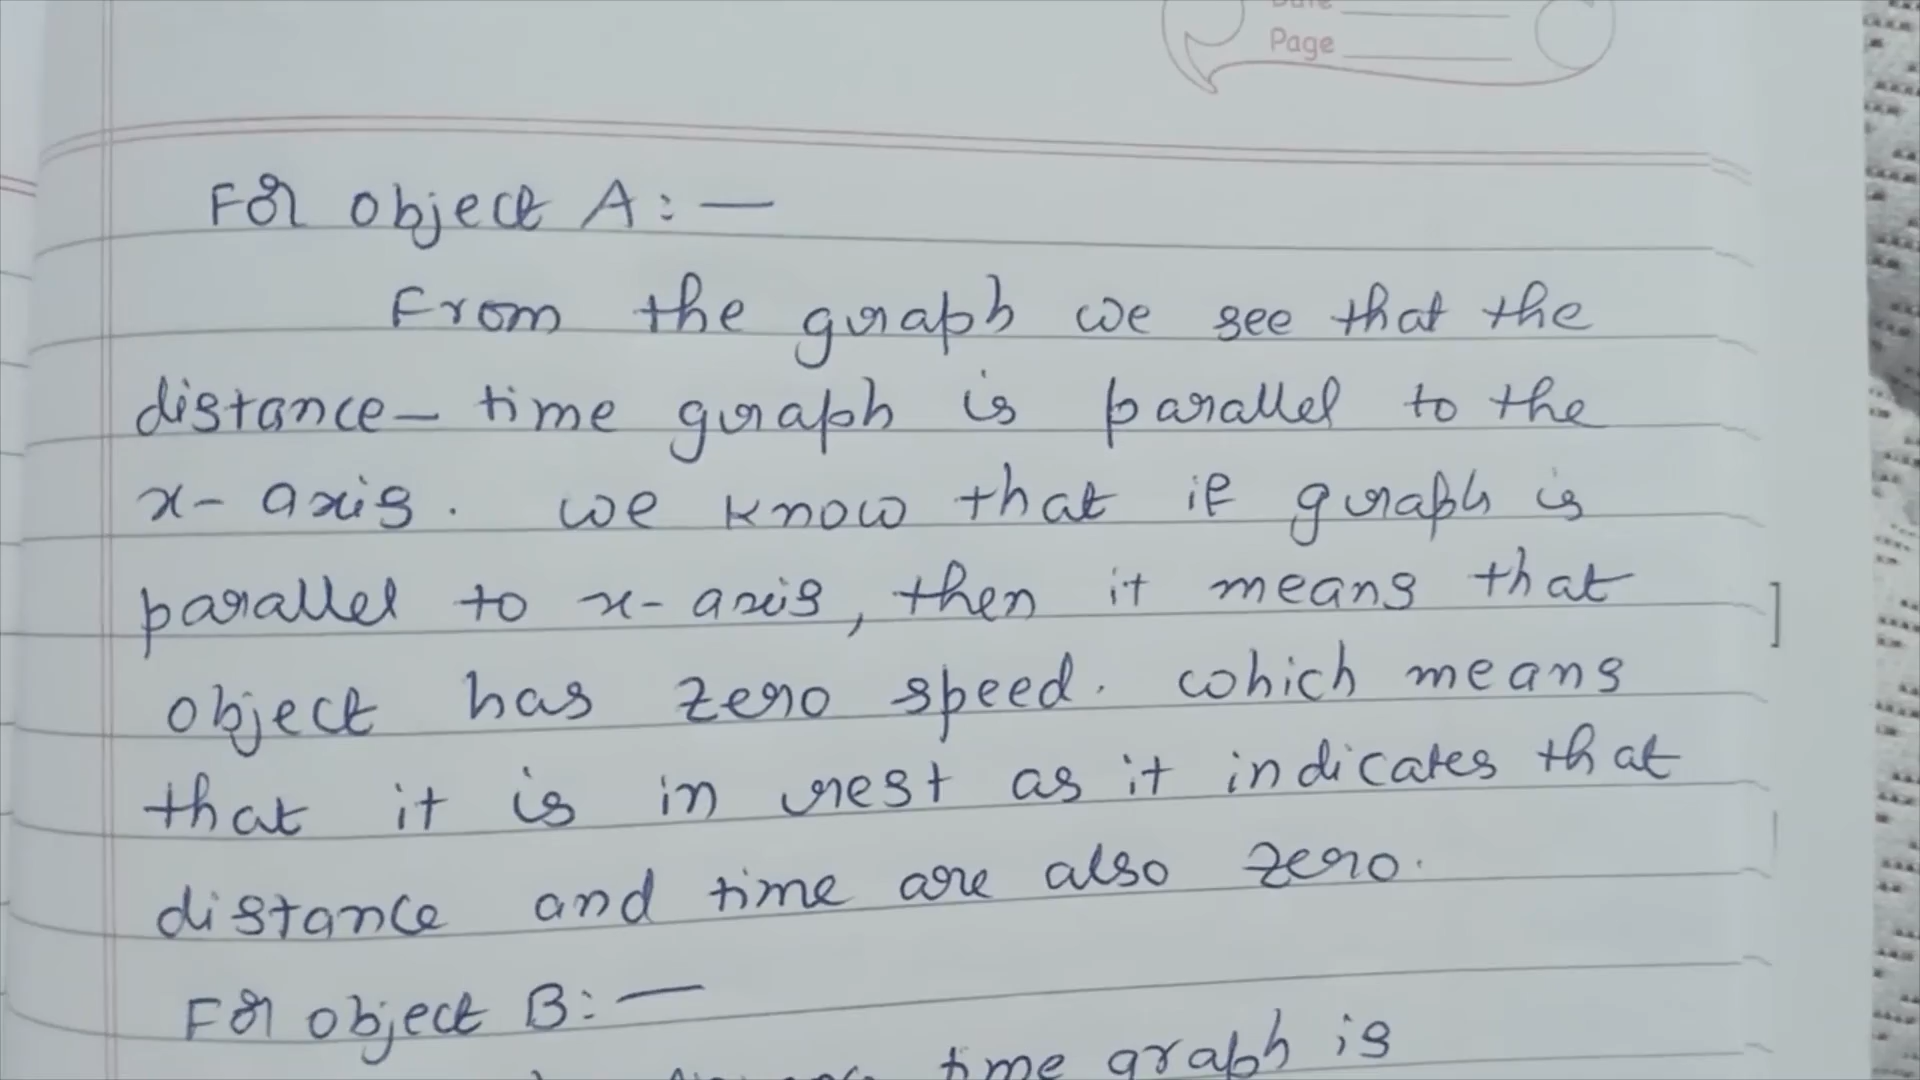 Date
Page
For object A:—
From the graph we see that the
distance- time graph is parallel to the
x- axis. we know that if graph is
parallel to x- axis, then it means that
object has zero speed. which means
that it is in rest as it indicates that
distance and time are also zero.
For object B:—
time graph is